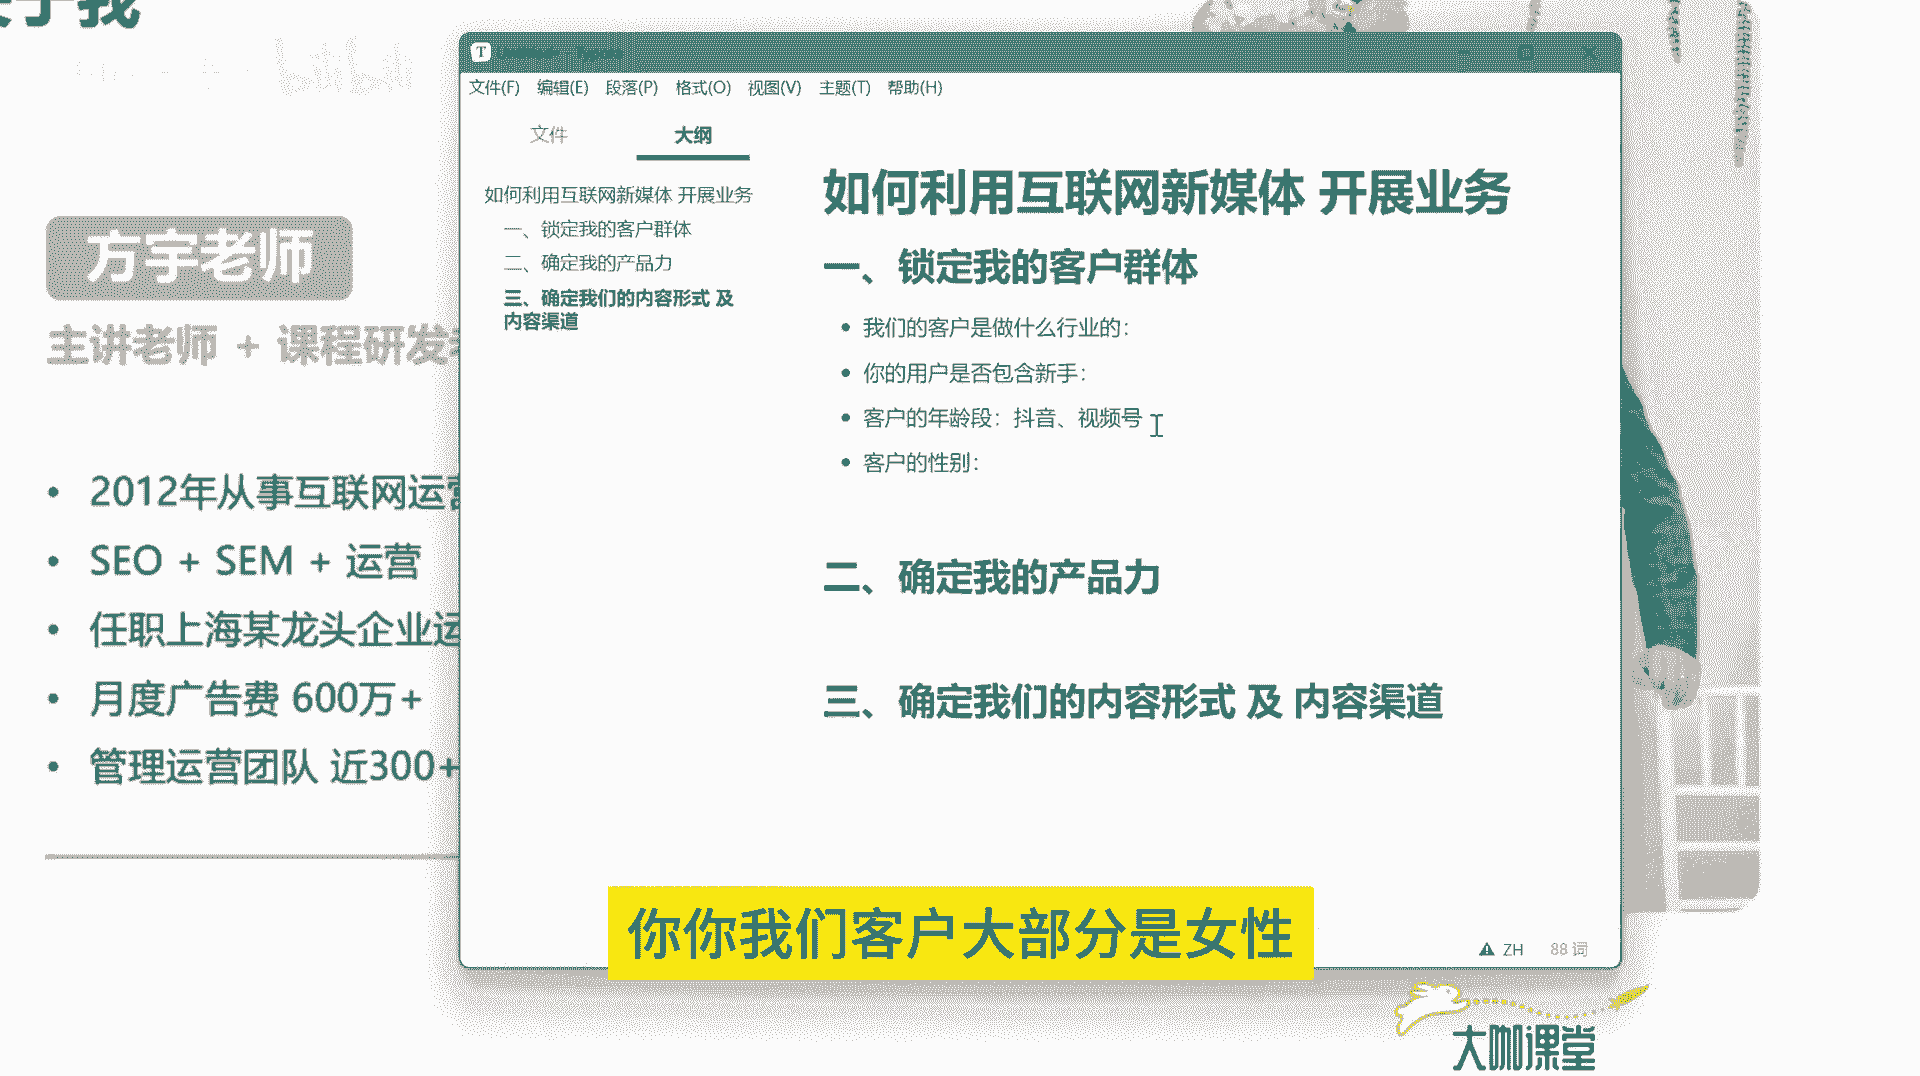 bilibili
方宇老师
主讲老师 + 课程研发
• 2012年从事互联网运营
• SEO + SEM + 运营
• 任职上海某龙头企业运
• 月度广告费 600万+
• 管理运营团队 近300+
T
文件(F) 编辑(E) 段落(P) 格式(O) 视图(V) 主题(T) 帮助(H)
文件 大纲
如何利用互联网新媒体 开展业务
一、锁定我的客户群体
二、确定我的产品力
三、确定我们的内容形式 及
内容渠道
如何利用互联网新媒体 开展业务
一、锁定我的客户群体
• 我们的客户是做什么行业的：
• 你的用户是否包含新手：
• 客户的年龄段：抖音、视频号
• 客户的性别：
二、确定我的产品力
三、确定我们的内容形式 及 内容渠道
你你我们客户大部分是女性
ZH 88 词
大咖课堂